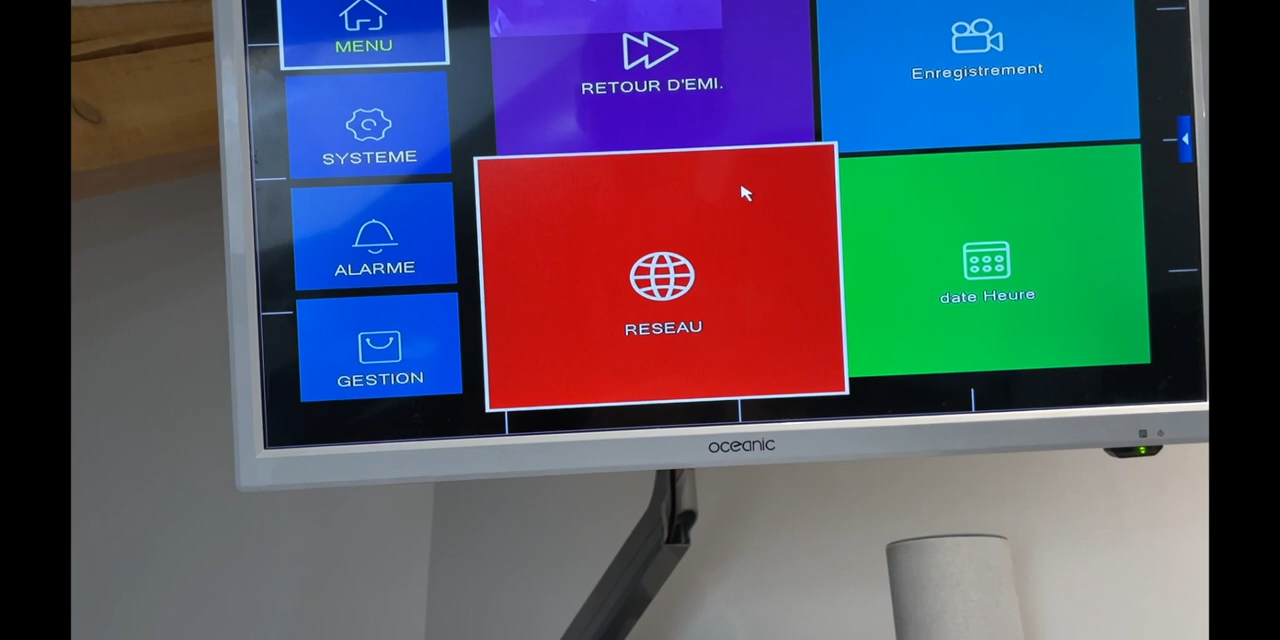 MENU
RETOUR D'EMI.
Enregistrement
SYSTEME
ALARME
RESEAU
date Heure
GESTION
oceanic